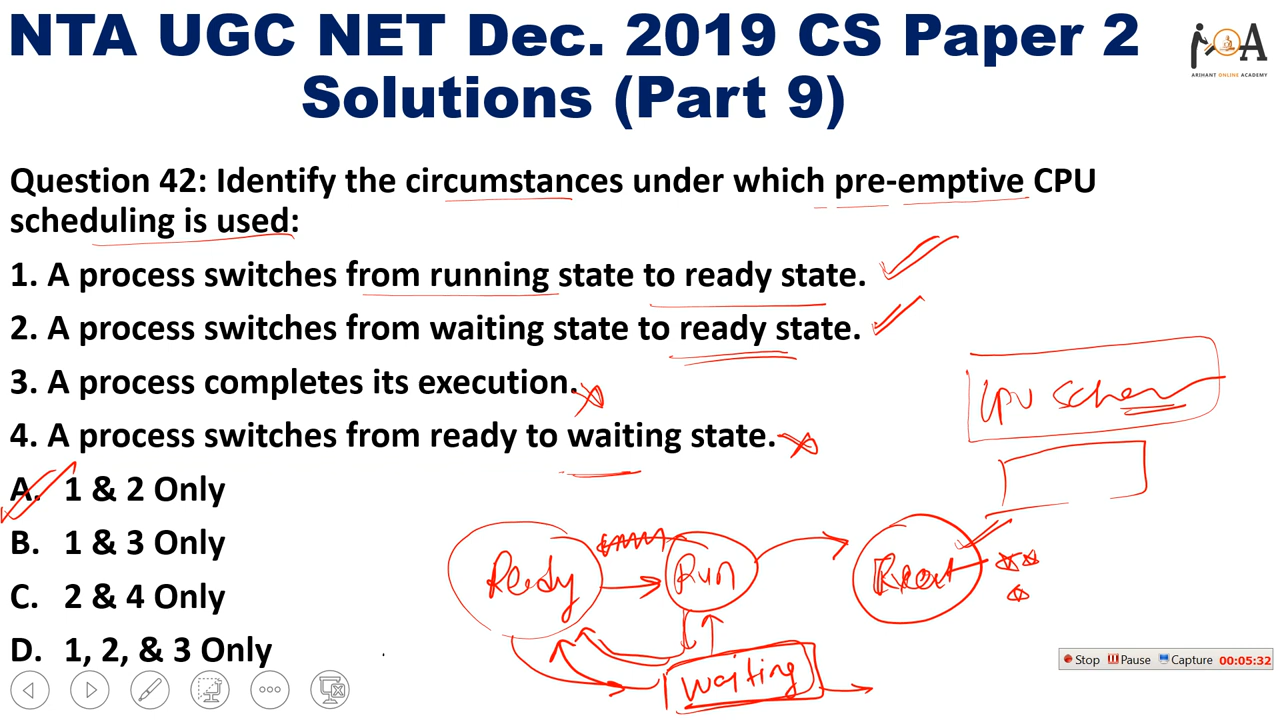 NTA UGC NET Dec. 2019 CS Paper 2
Solutions (Part 9)
ARIHANT ONLINE ACADEMY
Question 42: Identify the circumstances under which pre-emptive CPU
scheduling is used:
1. A process switches from running state to ready state.
2. A process switches from waiting state to ready state.
3. A process completes its execution.
4. A process switches from ready to waiting state.
A. 1 & 2 Only
B. 1 & 3 Only
C. 2 & 4 Only
D. 1, 2, & 3 Only
CPU
Ready
Run
Waiting
Stop Pause Capture 00:05:32